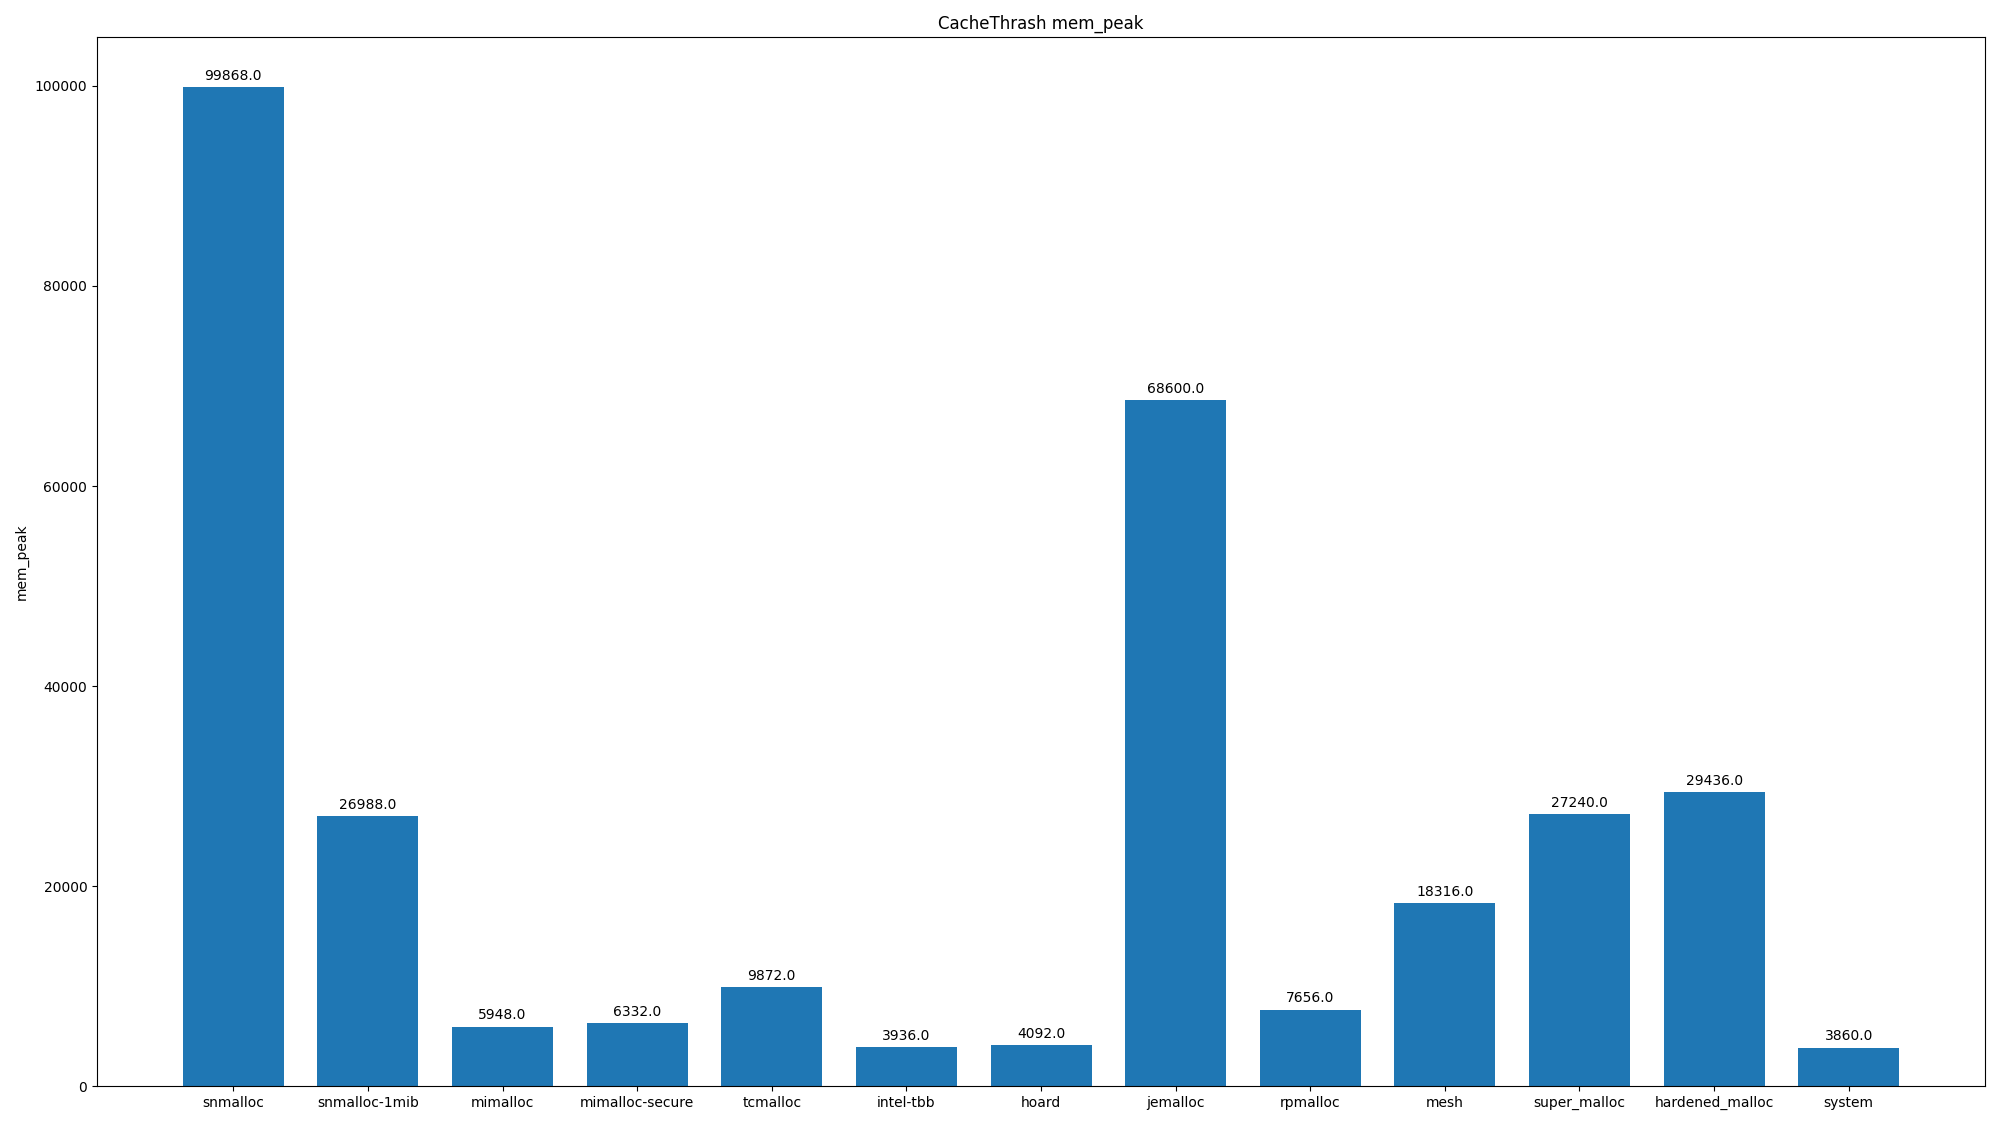 CacheThrash mem_peak
mem_peak
100000
80000
60000
40000
20000
0
99868.0
26988.0
5948.0
6332.0
9872.0
3936.0
4092.0
68600.0
7656.0
18316.0
27240.0
29436.0
3860.0
snmalloc
snmalloc-1mib
mimalloc
mimalloc-secure
tcmalloc
intel-tbb
hoard
jemalloc
rpmalloc
mesh
super_malloc
hardened_malloc
system